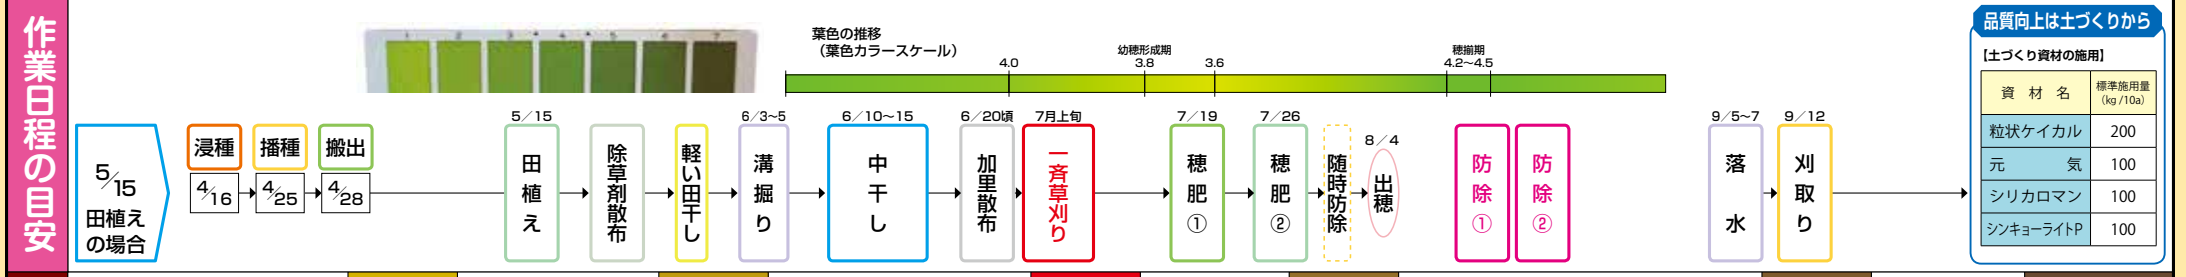 作業日程の目安
5/15
田植え
の場合
浸種
4/16
播種
4/25
搬出
4/28
1 2 3 4 5 6 7
葉色の推移
（葉色カラースケール）
4.0
幼穂形成期
3.8
3.6
穂揃期
4.2～4.5
5／15
田植え
除草剤散布
軽い田干し
6／3~5
溝掘り
6／10~15
中干し
6／20頃
加里散布
7月上旬
一斉草刈り
7／19
穂肥①
7／26
穂肥②
随時防除
8／4
出穂
防除①
防除②
9／5~7
落水
9／12
刈取り
品質向上は土づくりから
【土づくり資材の施用】
資材名 標準施用量
（kg/10a）
粒状ケイカル 200
元気 100
シリカロマン 100
シンキョーライトP 100